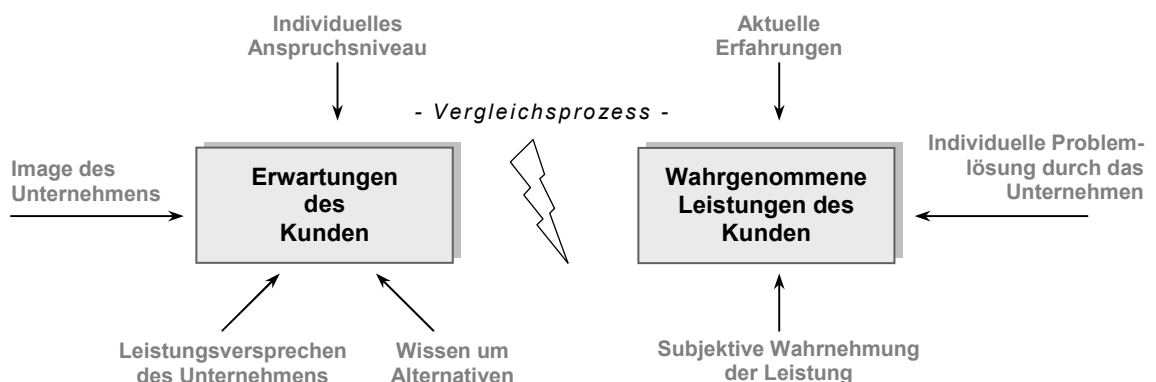 Individuelles
Anspruchsniveau
Aktuelle
Erfahrungen
- Vergleichsprozess -
Image des
Unternehmens
Erwartungen
des
Kunden
Wahrgenommene
Leistungen des
Kunden
Individuelle Problem-
lösung durch das
Unternehmen
Leistungsversprechen
des Unternehmens
Wissen um
Alternativen
Subjektive Wahrnehmung
der Leistung